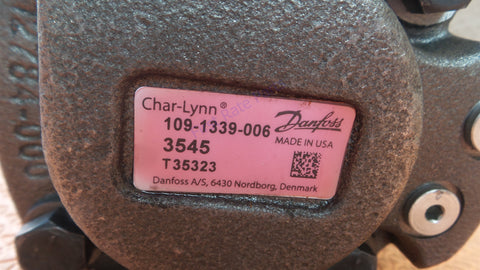 Char-Lynn®
109-1339-006
Danfoss
3545
MADE IN USA
T35323
Danfoss A/S, 6430 Nordborg, Denmark